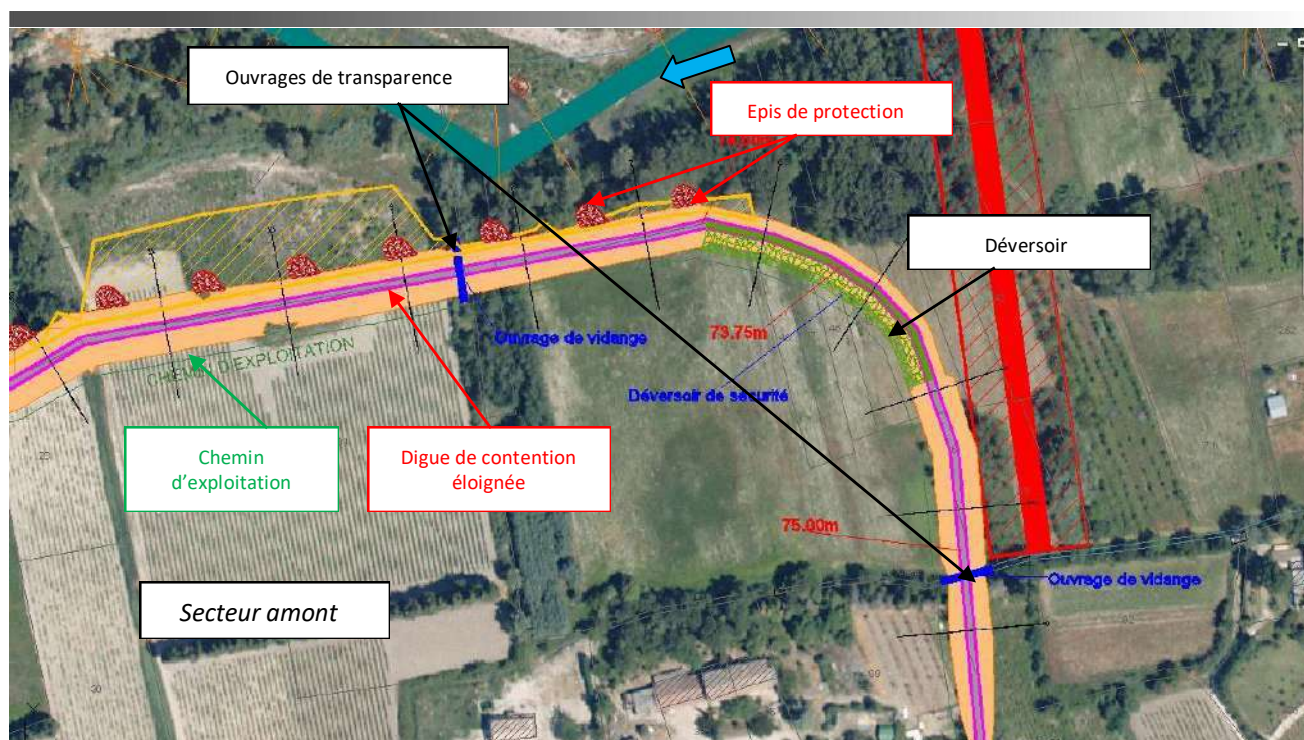 Ouvrages de transparence
Epis de protection
Déversoir
73.75m
Ouvrage de vidange
Déversoir de sécurité
CHEMIN D'EXPLOITATION
Chemin
d'exploitation
Digue de contention
éloignée
75.00m
Ouvrage de vidange
Secteur amont